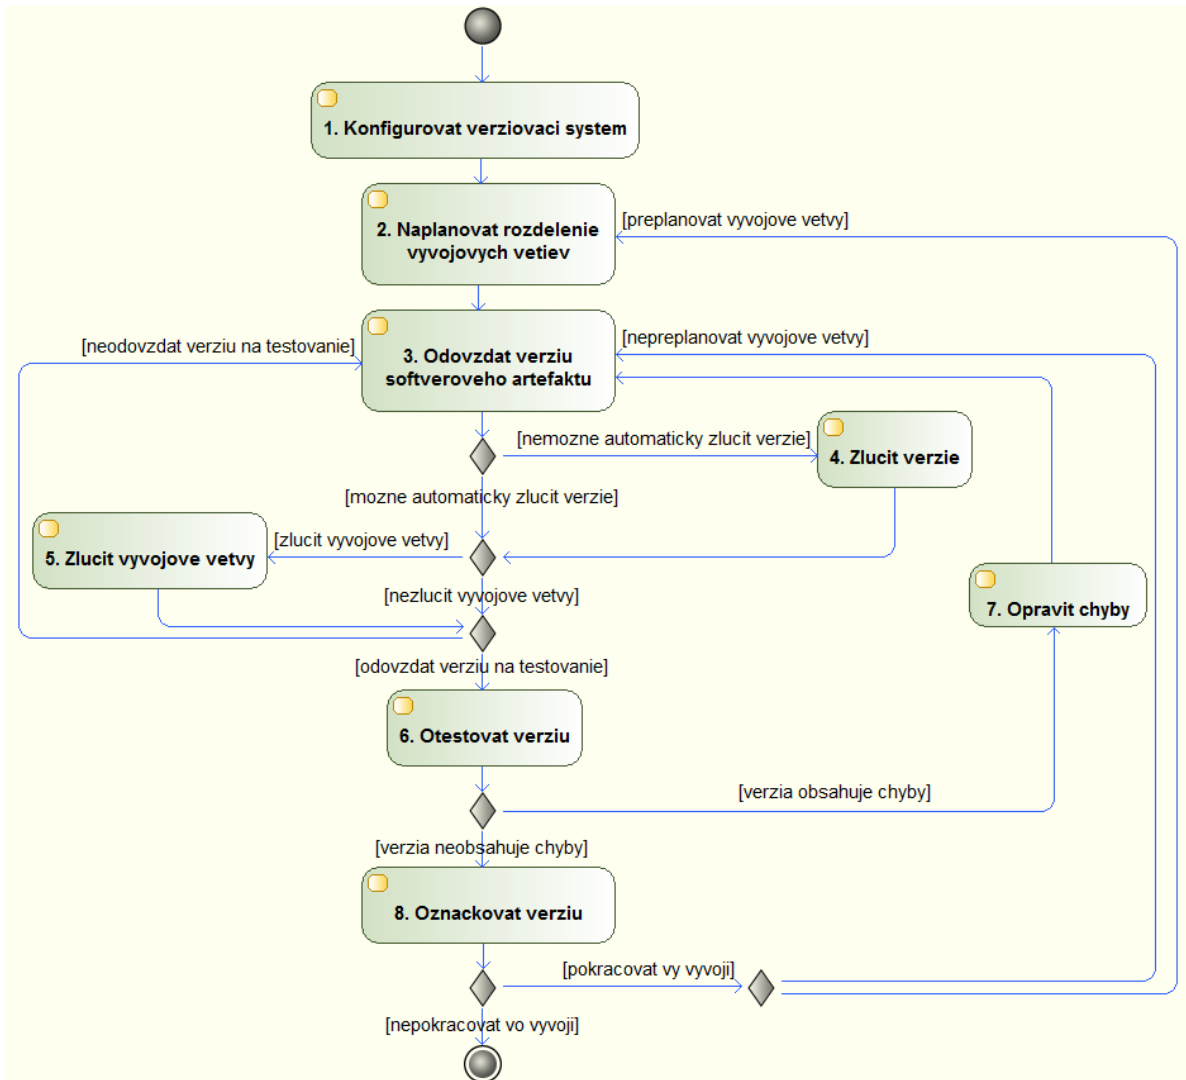 1. Konfigurovat verziovaci system
[preplanovat vyvojove vetvy]
2. Naplanovat rozdelenie
vyvojovych vetiev
[neodovzdat verziu na testovanie]
[nepreplanovat vyvojove vetvy]
3. Odovzdat verziu
softveroveho artefaktu
[nemozne automaticky zlucit verzie]
4. Zlucit verzie
[mozne automaticky zlucit verzie]
[zlucit vyvojove vetvy]
5. Zlucit vyvojove vetvy
[nezlucit vyvojove vetvy]
7. Opravit chyby
[odovzdat verziu na testovanie]
6. Otestovat verziu
[verzia obsahuje chyby]
[verzia neobsahuje chyby]
8. Oznackovat verziu
[pokracovat vy vyvoji]
[nepokracovat vo vyvoji]